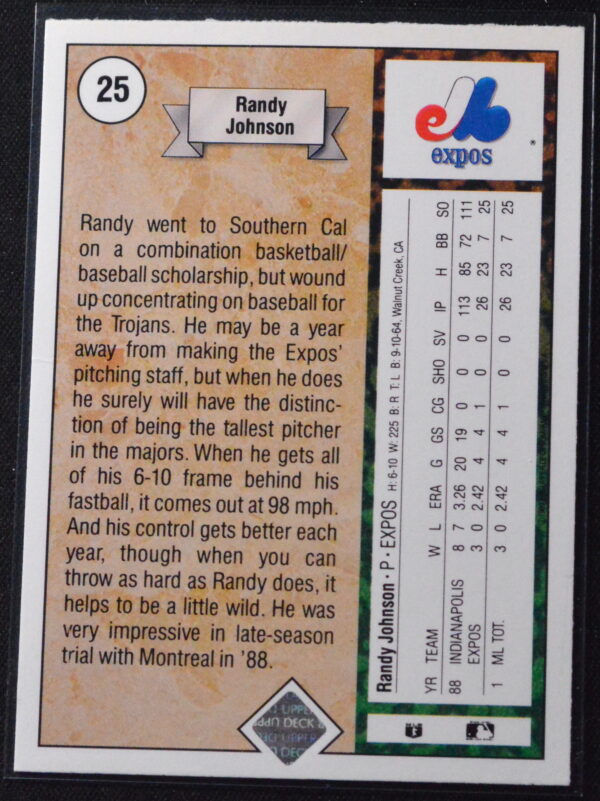 25
Randy
Johnson
Randy went to Southern Cal
on a combination basketball/
baseball scholarship, but wound
up concentrating on baseball for
the Trojans. He may be a year
away from making the Expos'
pitching staff, but when he does
he surely will have the distinc-
tion of being the tallest pitcher
in the majors. When he gets all
of his 6-10 frame behind his
fastball, it comes out at 98 mph.
And his control gets better each
year, though when you can
throw as hard as Randy does, it
helps to be a little wild. He was
very impressive in late-season
trial with Montreal in '88.
expos
Randy Johnson • P • EXPOS H: 6-10 W: 225 B: R T: L B: 9-10-64, Walnut Creek, CA
YR TEAM W L ERA G GS CG SHO SV IP H BB SO
88 INDIANAPOLIS 8 7 3.26 20 19 0 0 0 113 85 72 111
EXPOS 3 0 2.42 4 4 1 0 0 26 23 7 25
1 ML TOT. 3 0 2.42 4 4 1 0 0 26 23 7 25
UPPER
UPPER DECK
UPPER
DECK